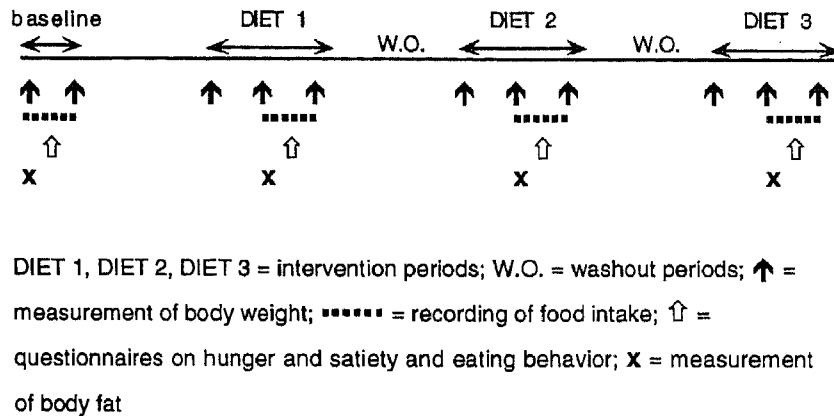 baseline DIET 1 W.O. DIET 2 W.O. DIET 3
X X X X
DIET 1, DIET 2, DIET 3 = intervention periods; W.O. = washout periods; ↑ =
measurement of body weight; ▪▪▪▪▪▪ = recording of food intake; ⇧ =
questionnaires on hunger and satiety and eating behavior; X = measurement
of body fat